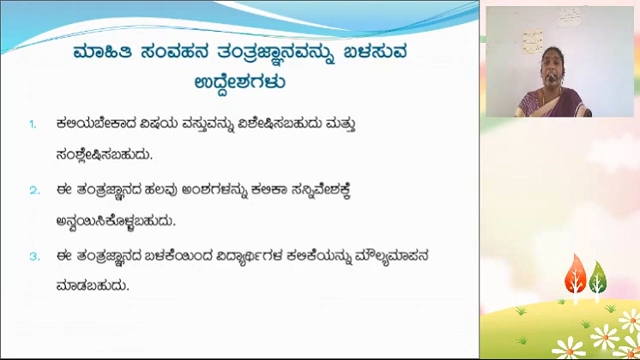 ಮಾಹಿತಿ ಸಂವಹನ ತಂತ್ರಜ್ಞಾನವನ್ನು ಬಳಸುವ
ಉದ್ದೇಶಗಳು
1. ಕಲಿಯಬೇಕಾದ ವಿಷಯ ವಸ್ತುವನ್ನು ವಿಶೇಷಿಸಬಹುದು ಮತ್ತು
ಸಂಶ್ಲೇಷಿಸಬಹುದು.
2. ಈ ತಂತ್ರಜ್ಞಾನದ ಹಲವು ಅಂಶಗಳನ್ನು ಕಲಿಕಾ ಸನ್ನಿವೇಶಕ್ಕೆ
ಅನ್ವಯಿಸಿಕೊಳ್ಳಬಹುದು.
3. ಈ ತಂತ್ರಜ್ಞಾನದ ಬಳಕೆಯಿಂದ ವಿದ್ಯಾರ್ಥಿಗಳ ಕಲಿಕೆಯನ್ನು ಮೌಲ್ಯಮಾಪನ
ಮಾಡಬಹುದು.